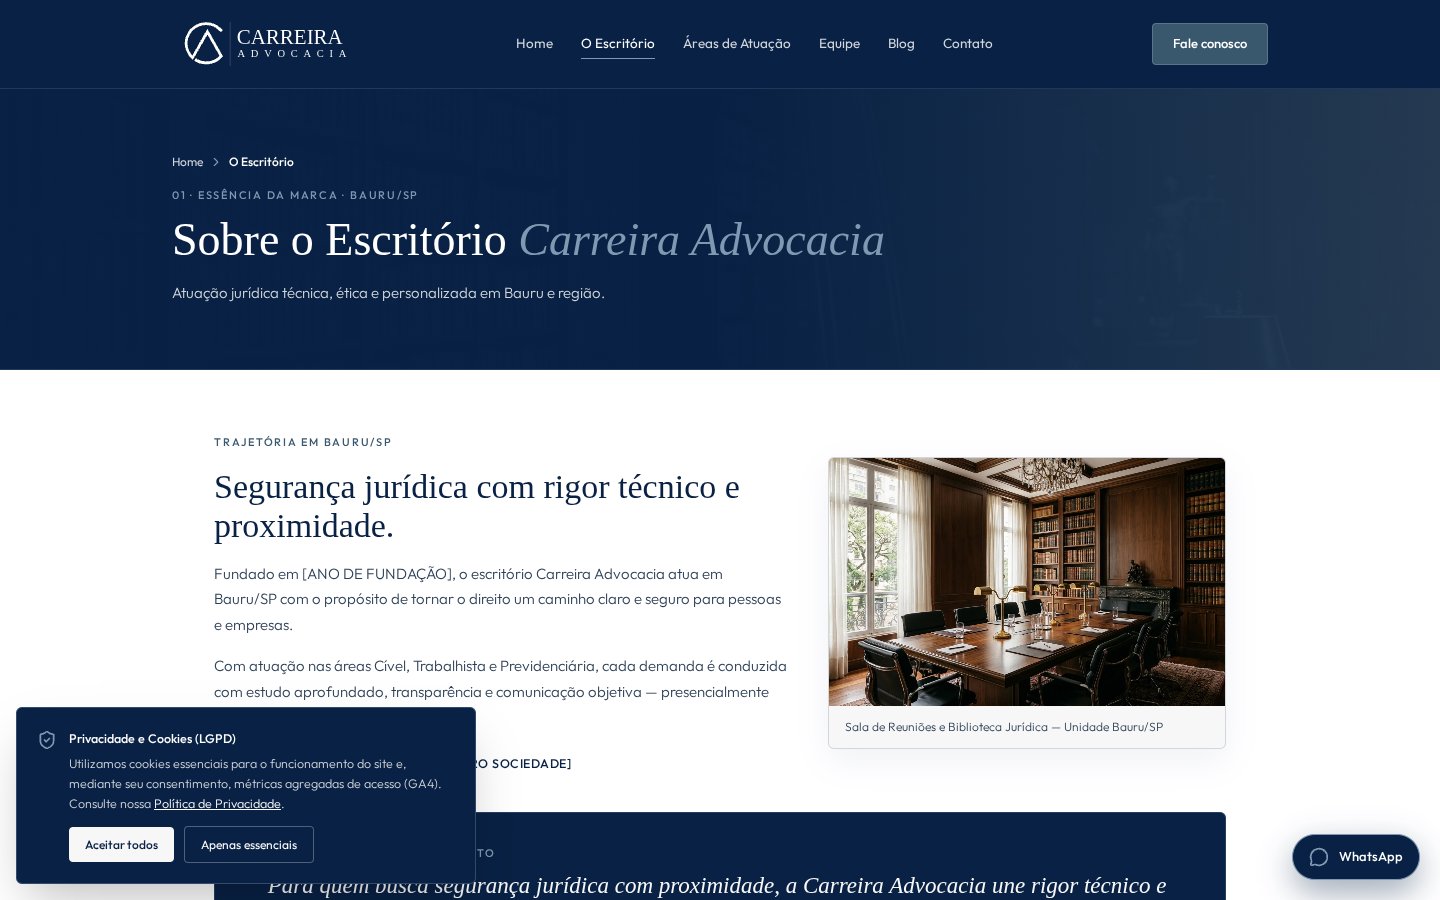 CARREIRA
ADVOCACIA
Home
O Escritório
Áreas de Atuação
Equipe
Blog
Contato
Fale conosco
Home > O Escritório
01 · ESSÊNCIA DA MARCA · BAURU/SP
Sobre o Escritório Carreira Advocacia
Atuação jurídica técnica, ética e personalizada em Bauru e região.
TRAJETÓRIA EM BAURU/SP
Segurança jurídica com rigor técnico e
proximidade.
Fundado em [ANO DE FUNDAÇÃO], o escritório Carreira Advocacia atua em
Bauru/SP com o propósito de tornar o direito um caminho claro e seguro para pessoas
e empresas.
Com atuação nas áreas Cível, Trabalhista e Previdenciária, cada demanda é conduzida
com estudo aprofundado, transparência e comunicação objetiva — presencialmente
SOCIEDADE]
Sala de Reuniões e Biblioteca Jurídica — Unidade Bauru/SP
Para quem busca segurança jurídica com proximidade, a Carreira Advocacia une rigor técnico e
Privacidade e Cookies (LGPD)
Utilizamos cookies essenciais para o funcionamento do site e,
mediante seu consentimento, métricas agregadas de acesso (GA4).
Consulte nossa Política de Privacidade.
Aceitar todos
Apenas essenciais
WhatsApp